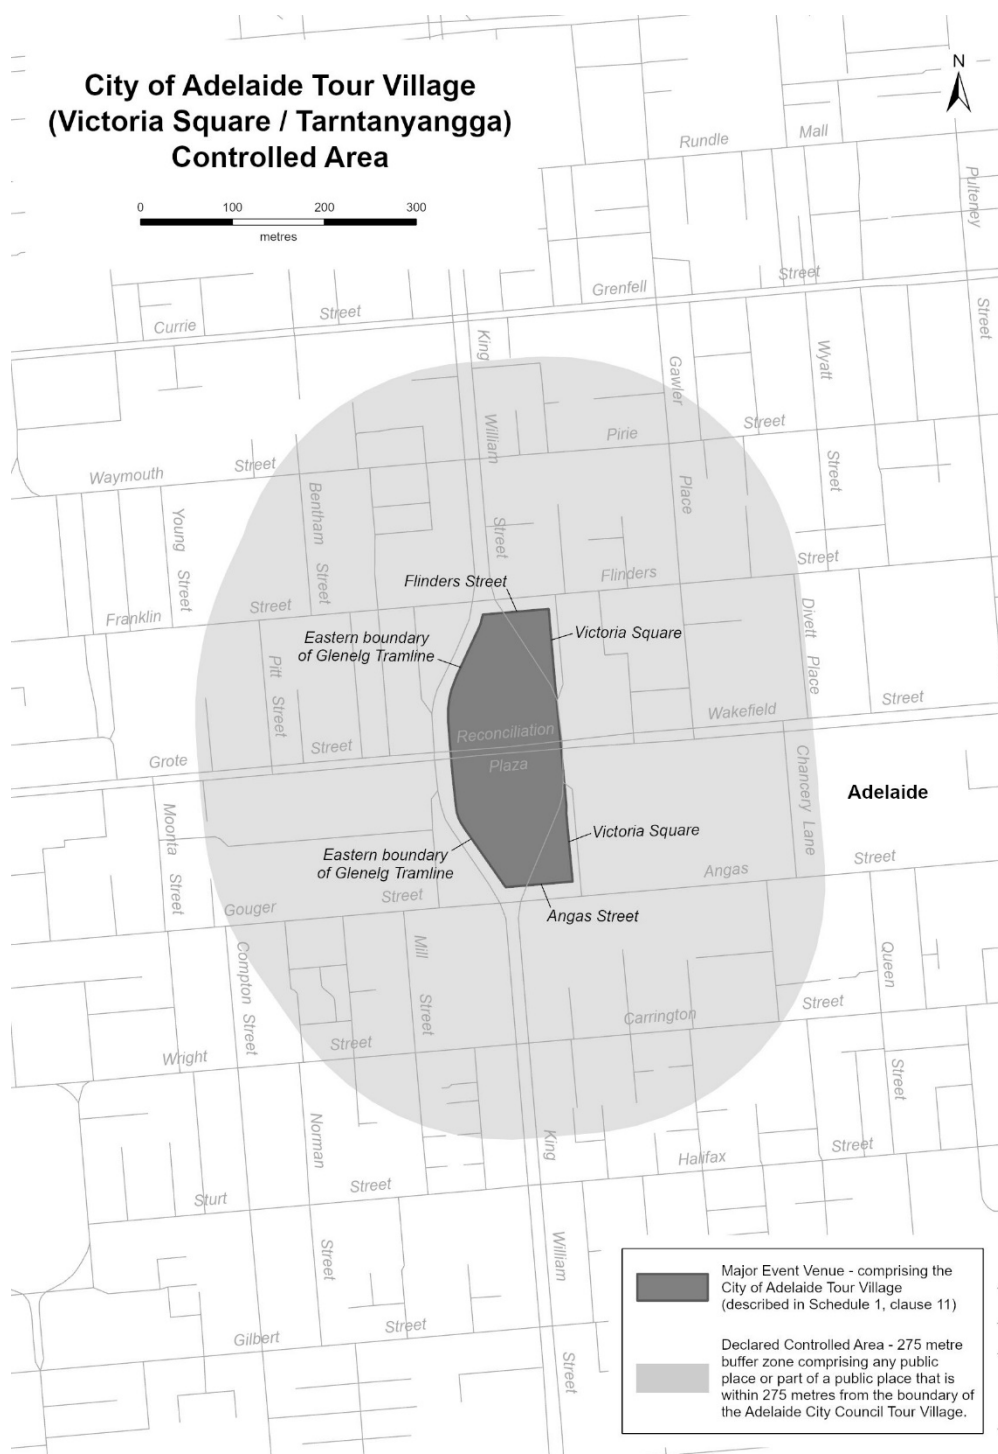 City of Adelaide Tour Village
(Victoria Square / Tarntanyangga)
Controlled Area
0 100 200 300
metres
N
Rundle Mall
Pulteney
Street
Grenfell Street
Currie Street
King
William
Street
Gawler
Place
Wyatt
Street
Waymouth Street
Pirie Street
Young
Street
Bentham
Street
Flinders Street
Flinders Street
Franklin Street
Eastern boundary
of Glenelg Tramline
Victoria Square
Divett
Place
Pitt
Street
Wakefield Street
Reconciliation
Plaza
Grote Street
Chancery Lane
Adelaide
Moonta
Street
Victoria Square
Eastern boundary
of Glenelg Tramline
Angas Street
Gouger Street
Angas Street
Compton Street
Mill
Street
Queen
Street
Carrington Street
Wright Street
Norman
Street
King
William
Street
Halifax Street
Sturt Street
Gilbert Street
Major Event Venue - comprising the
City of Adelaide Tour Village
(described in Schedule 1, clause 11)
Declared Controlled Area - 275 metre
buffer zone comprising any public
place or part of a public place that is
within 275 metres from the boundary of
the Adelaide City Council Tour Village.